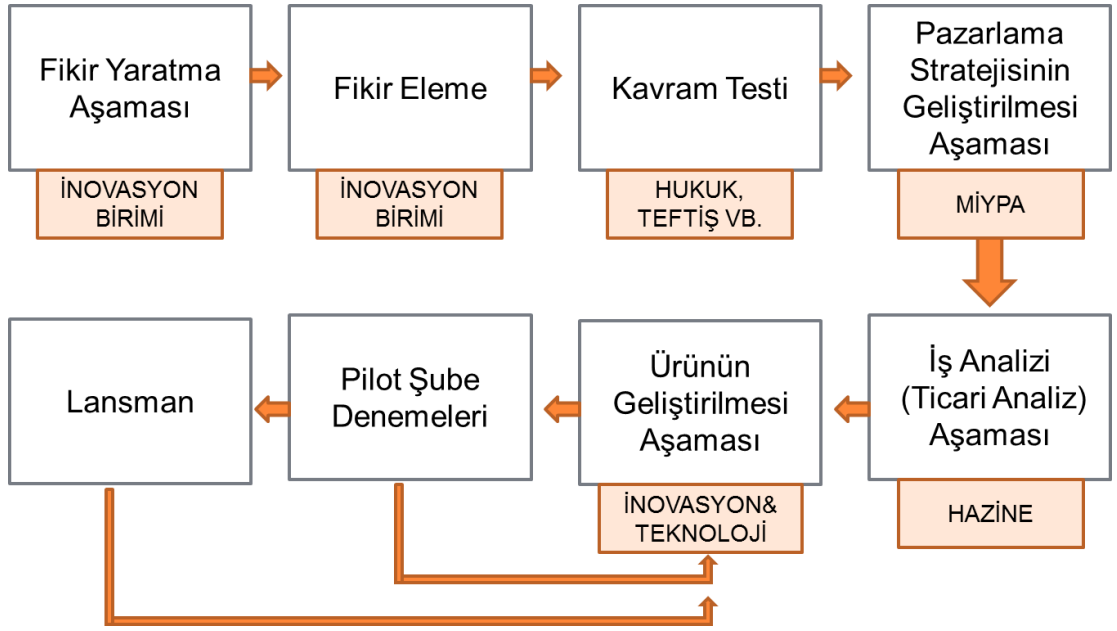 Fikir Yaratma
Aşaması
İNOVASYON
BİRİMİ
Fikir Eleme
İNOVASYON
BİRİMİ
Kavram Testi
HUKUK,
TEFTİŞ VB.
Pazarlama
Stratejisinin
Geliştirilmesi
Aşaması
MİYPA
İş Analizi
(Ticari Analiz)
Aşaması
HAZİNE
Ürünün
Geliştirilmesi
Aşaması
İNOVASYON&
TEKNOLOJİ
Pilot Şube
Denemeleri
Lansman